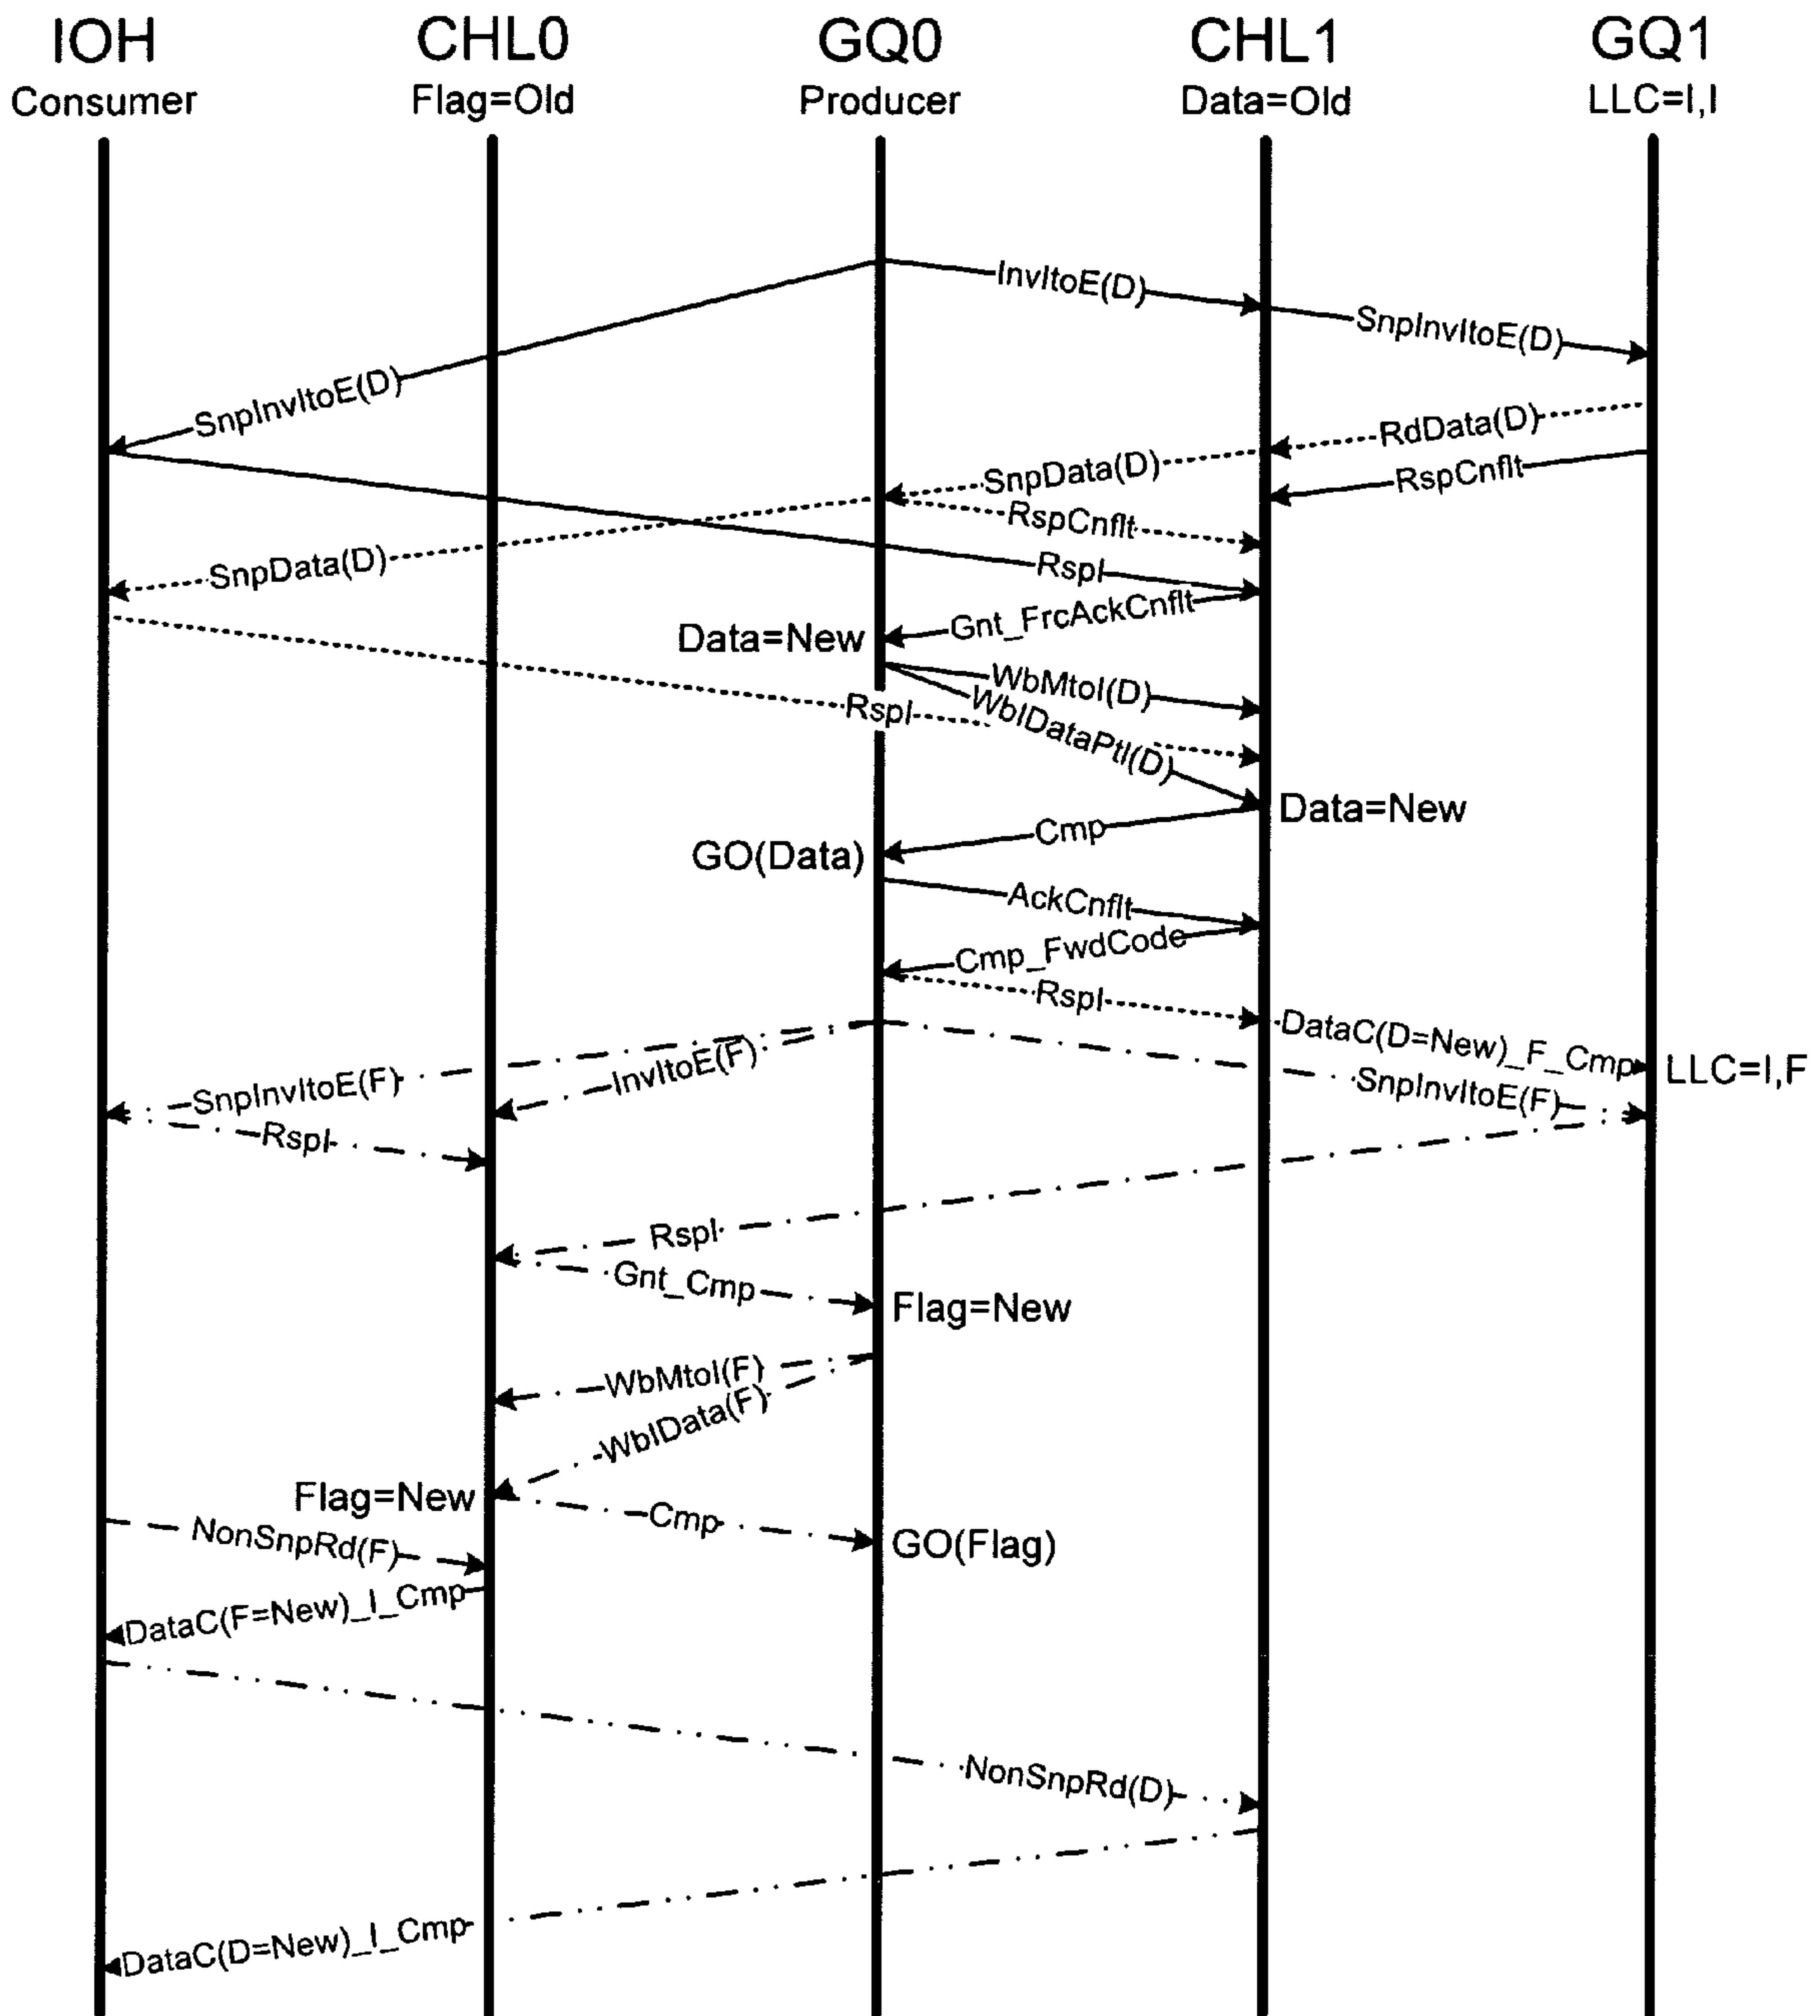 IOH
CHL0
GQ0
CHL1
GQ1
Consumer
Flag=Old
Producer
Data=Old
LLC=I,I
InvItoE(D)
SnpInvItoE(D)
SnpInvItoE(D)
RdData(D)
SnpData(D)
RspCnflt
RspCnflt
SnpData(D)
RspI
Gnt_FrcAckCnflt
Data=New
WbMtoI(D)
RspI
WbIDataPtl(D)
Data=New
Cmp
GO(Data)
AckCnflt
Cmp_FwdCode
RspI
DataC(D=New)_F_Cmp
LLC=I,F
InvItoE(F)
SnpInvItoE(F)
SnpInvItoE(F)
RspI
RspI
Gnt_Cmp
Flag=New
WbMtoI(F)
WbIData(F)
Flag=New
Cmp
NonSnpRd(F)
GO(Flag)
DataC(F=New)_I_Cmp
NonSnpRd(D)
DataC(D=New)_I_Cmp